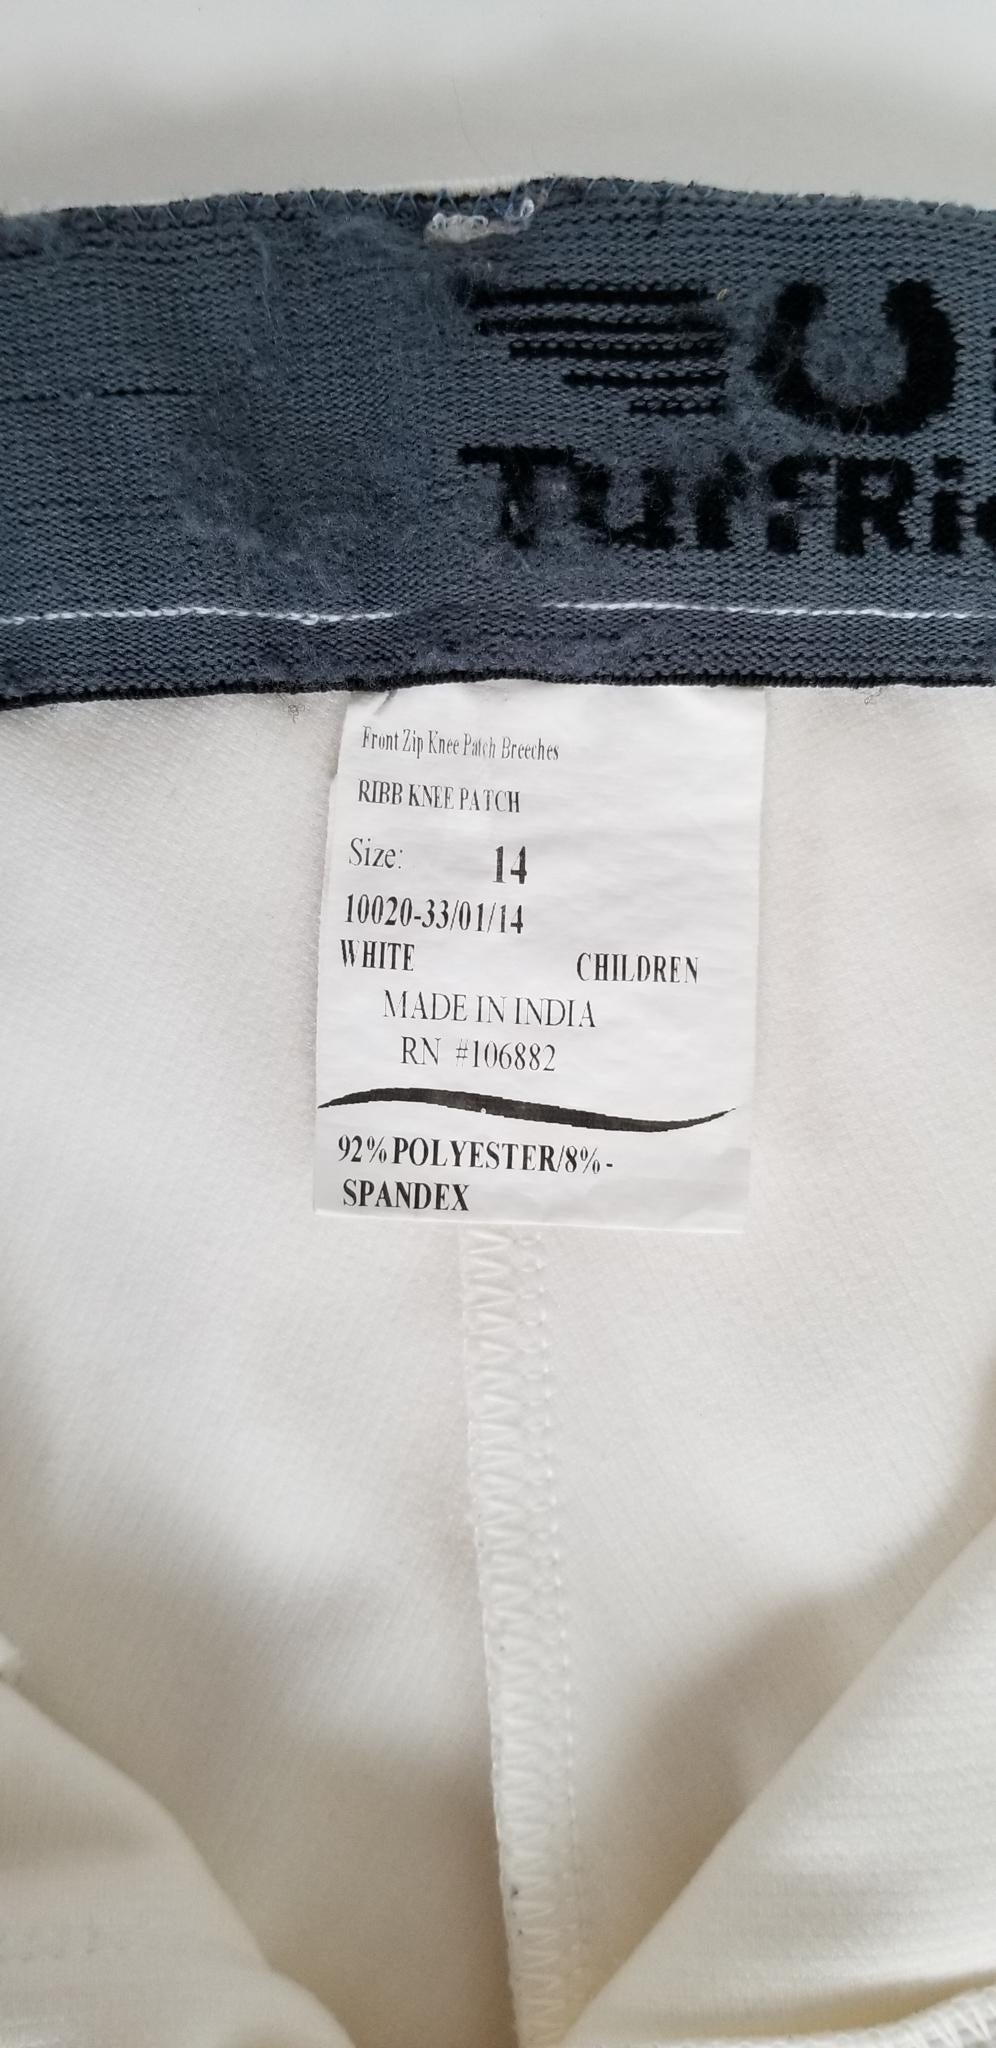 TurfRi
Front Zip Knee Patch Breeches
RIBB KNEE PATCH
Size: 14
10020-33/01/14
WHITE CHILDREN
MADE IN INDIA
RN #106882
92% POLYESTER/8%-
SPANDEX